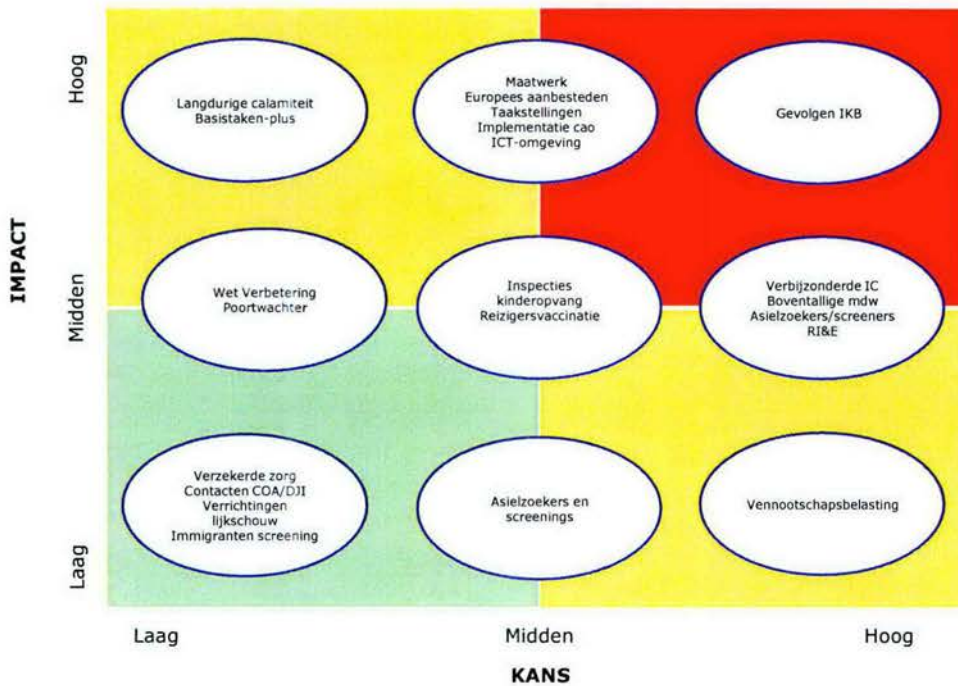 Hoog
Langdurige calamiteit
Basistaken-plus
Maatwerk
Europees aanbesteden
Taakstellingen
Implementatie cao
ICT-omgeving
Gevolgen IKB
IMPACT
Midden
Wet Verbetering
Poortwachter
Inspecties
kinderopvang
Reizigersvaccinatie
Verbijzonderde IC
Boventallige mdw
Asielzoekers/screeners
RI&E
Laag
Verzekerde zorg
Contacten COA/DJI
Verrichtingen
lijkschouw
Immigranten screening
Asielzoekers en
screenings
Vennootschapsbelasting
Laag
Midden
Hoog
KANS